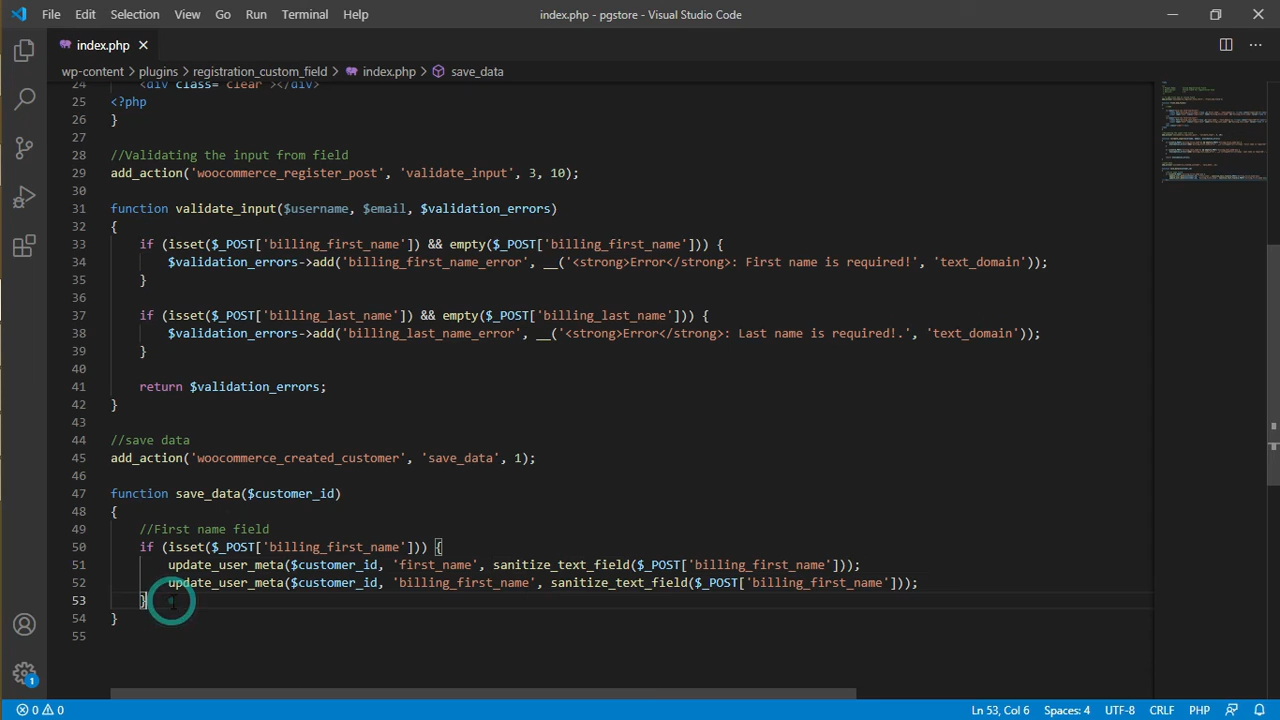 File Edit Selection View Go Run Terminal Help index.php - pgstore - Visual Studio Code
index.php
wp-content > plugins > registration_custom_field > index.php > save_data
24 <div class="clear"></div>
25 <?php
26 }
27
28 //Validating the input from field
29 add_action('woocommerce_register_post', 'validate_input', 3, 10);
30
31 function validate_input($username, $email, $validation_errors)
32 {
33 if (isset($_POST['billing_first_name']) && empty($_POST['billing_first_name'])) {
34 $validation_errors->add('billing_first_name_error', __('<strong>Error</strong>: First name is required!', 'text_domain'));
35 }
36
37 if (isset($_POST['billing_last_name']) && empty($_POST['billing_last_name'])) {
38 $validation_errors->add('billing_last_name_error', __('<strong>Error</strong>: Last name is required!.', 'text_domain'));
39 }
40
41 return $validation_errors;
42 }
43
44 //save data
45 add_action('woocommerce_created_customer', 'save_data', 1);
46
47 function save_data($customer_id)
48 {
49 //First name field
50 if (isset($_POST['billing_first_name'])) {
51 update_user_meta($customer_id, 'first_name', sanitize_text_field($_POST['billing_first_name']));
52 update_user_meta($customer_id, 'billing_first_name', sanitize_text_field($_POST['billing_first_name']));
53 }
54 }
55
1
0 0 Ln 53, Col 6 Spaces: 4 UTF-8 CRLF PHP